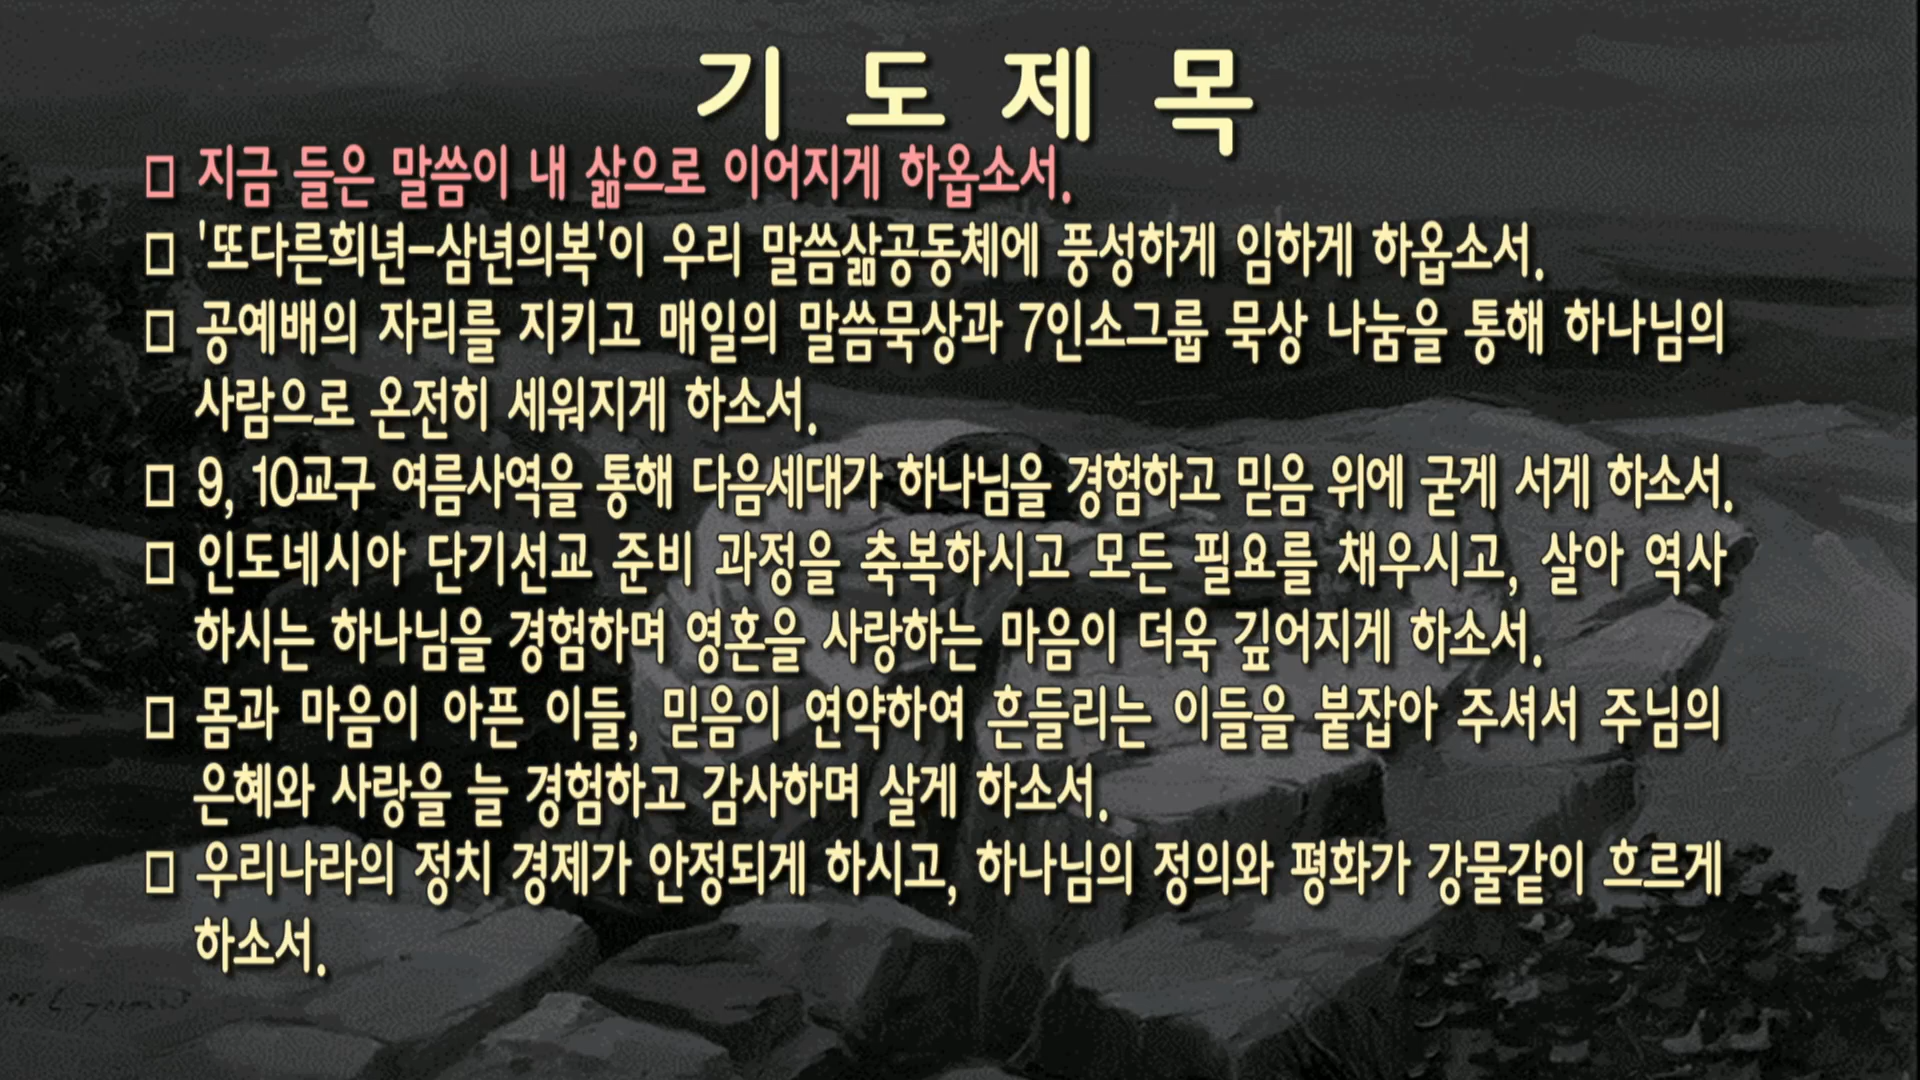 기 도 제 목
□ 지금 들은 말씀이 내 삶으로 이어지게 하옵소서.
□ '또다른희년-삼년의복'이 우리 말씀삶공동체에 풍성하게 임하게 하옵소서.
□ 공예배의 자리를 지키고 매일의 말씀묵상과 7인소그룹 묵상 나눔을 통해 하나님의
사람으로 온전히 세워지게 하소서.
□ 9, 10교구 여름사역을 통해 다음세대가 하나님을 경험하고 믿음 위에 굳게 서게 하소서.
□ 인도네시아 단기선교 준비 과정을 축복하시고 모든 필요를 채우시고, 살아 역사
하시는 하나님을 경험하며 영혼을 사랑하는 마음이 더욱 깊어지게 하소서.
□ 몸과 마음이 아픈 이들, 믿음이 연약하여 흔들리는 이들을 붙잡아 주셔서 주님의
은혜와 사랑을 늘 경험하고 감사하며 살게 하소서.
□ 우리나라의 정치 경제가 안정되게 하시고, 하나님의 정의와 평화가 강물같이 흐르게
하소서.